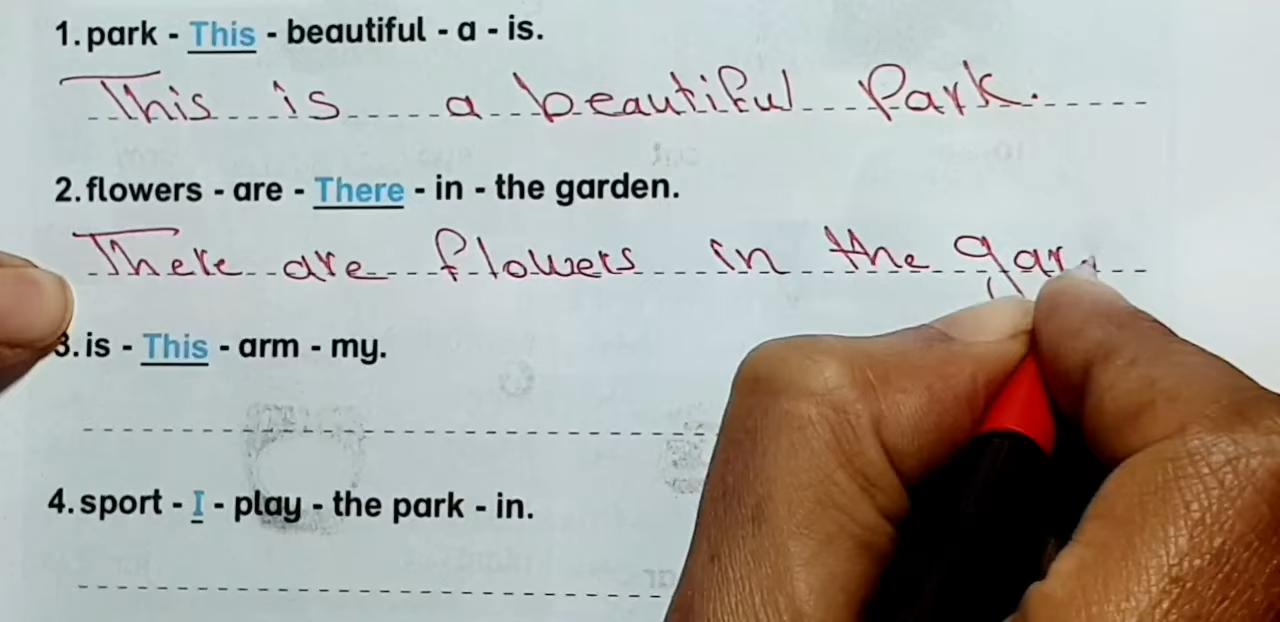 1. park - This - beautiful - a - is.
This is a beautiful Park.
2. flowers - are - There - in - the garden.
There are flowers in the gar
3. is - This - arm - my.
4. sport - I - play - the park - in.